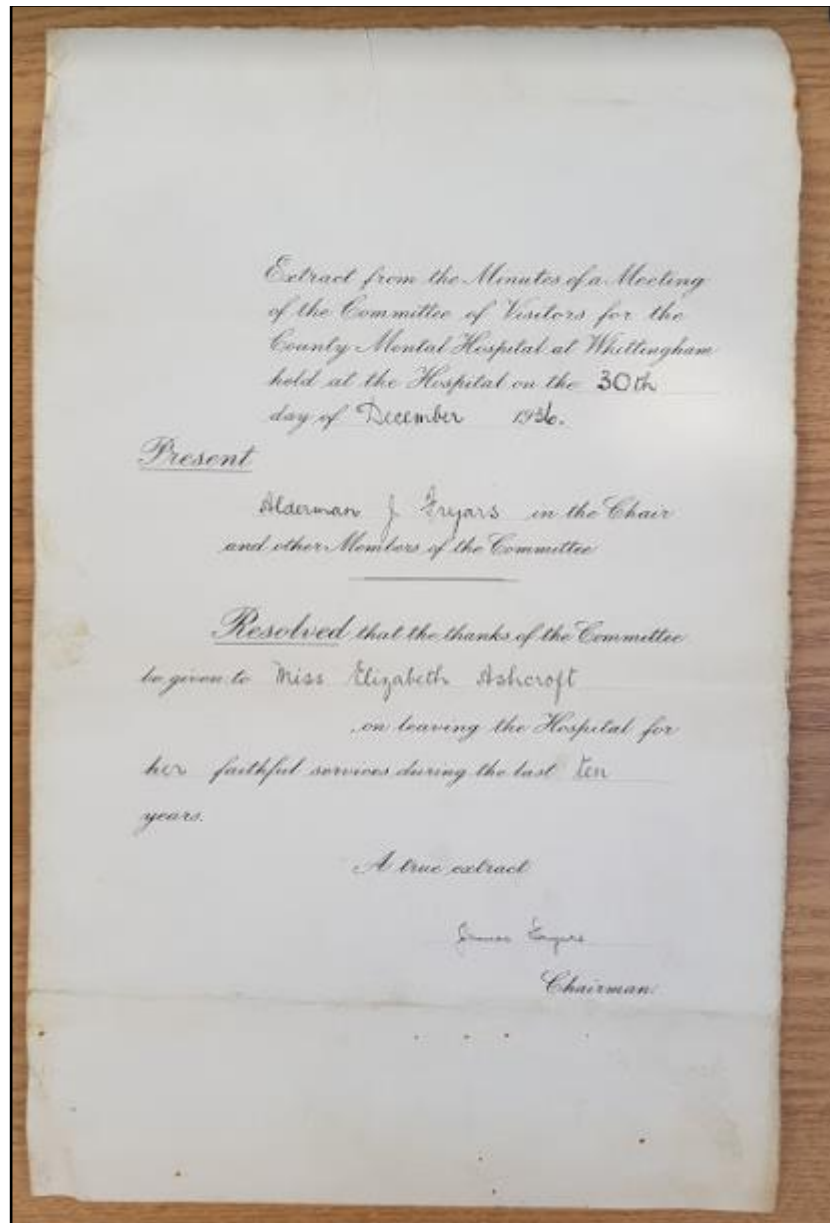 Extract from the Minutes of a Meeting
of the Committee of Visitors for the
County Mental Hospital at Whittingham
held at the Hospital on the 30th
day of December 1936.
Present
Alderman J Fryars in the Chair
and other Members of the Committee
Resolved that the thanks of the Committee
be given to Miss Elizabeth Ashcroft
on leaving the Hospital for
her faithful services during the last ten
years.
A true extract
James Fryars
Chairman.